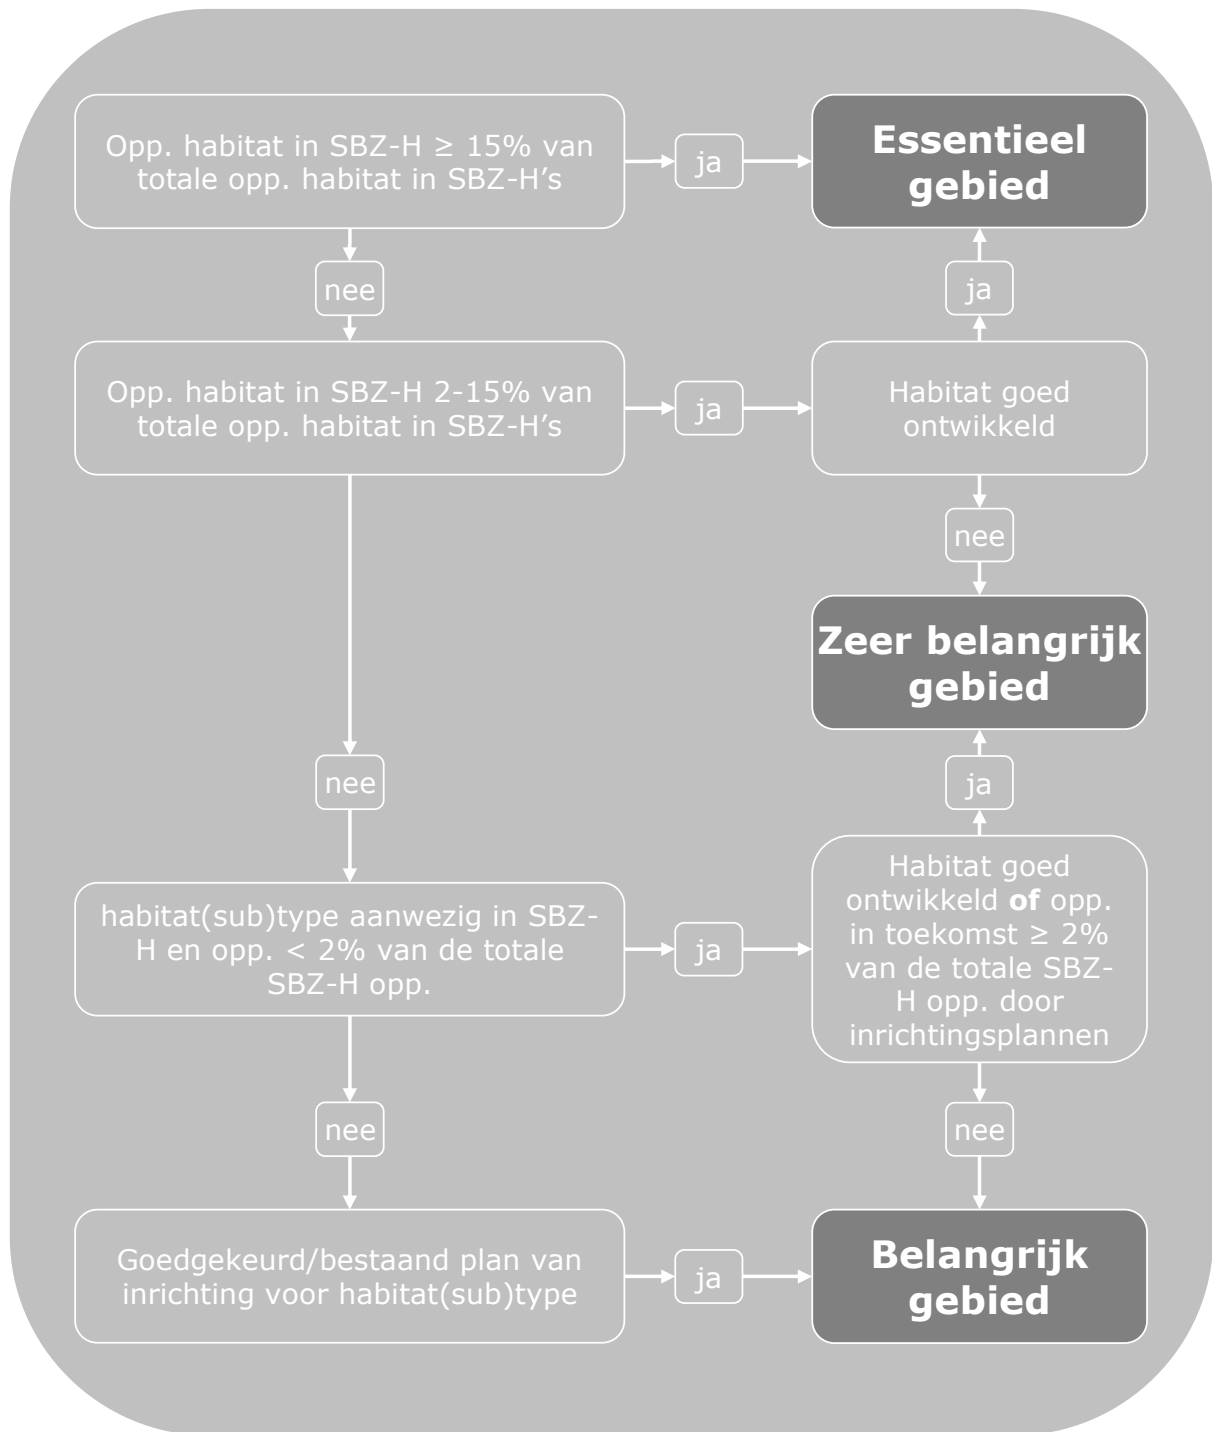 Opp. habitat in SBZ-H ≥ 15% van
totale opp. habitat in SBZ-H’s
ja
Essentieel
gebied
nee
ja
Opp. habitat in SBZ-H 2-15% van
totale opp. habitat in SBZ-H’s
ja
Habitat goed
ontwikkeld
nee
Zeer belangrijk
gebied
nee
ja
habitat(sub)type aanwezig in SBZ-
H en opp. < 2% van de totale
SBZ-H opp.
ja
Habitat goed
ontwikkeld of opp.
in toekomst ≥ 2%
van de totale SBZ-
H opp. door
inrichtingsplannen
nee
nee
Goedgekeurd/bestaand plan van
inrichting voor habitat(sub)type
ja
Belangrijk
gebied